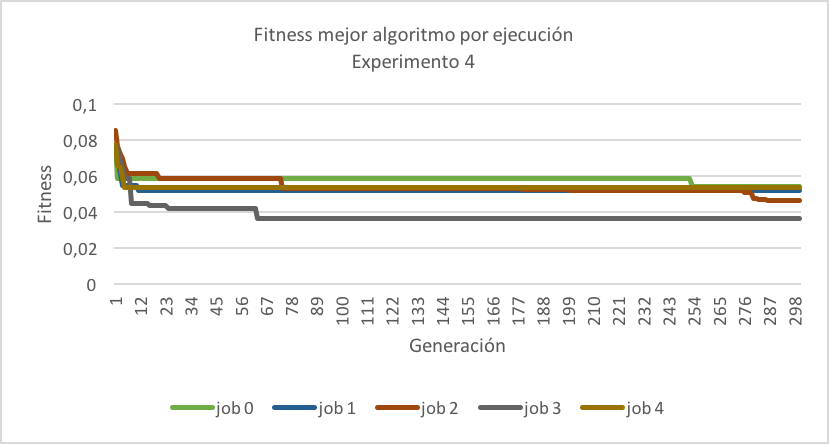 Fitness mejor algoritmo por ejecución
Experimento 4
0,1
0,08
0,06
0,04
0,02
0
Fitness
1 12 23 34 45 56 67 78 89 100 111 122 133 144 155 166 177 188 199 210 221 232 243 254 265 276 287 298
Generación
job 0 job 1 job 2 job 3 job 4